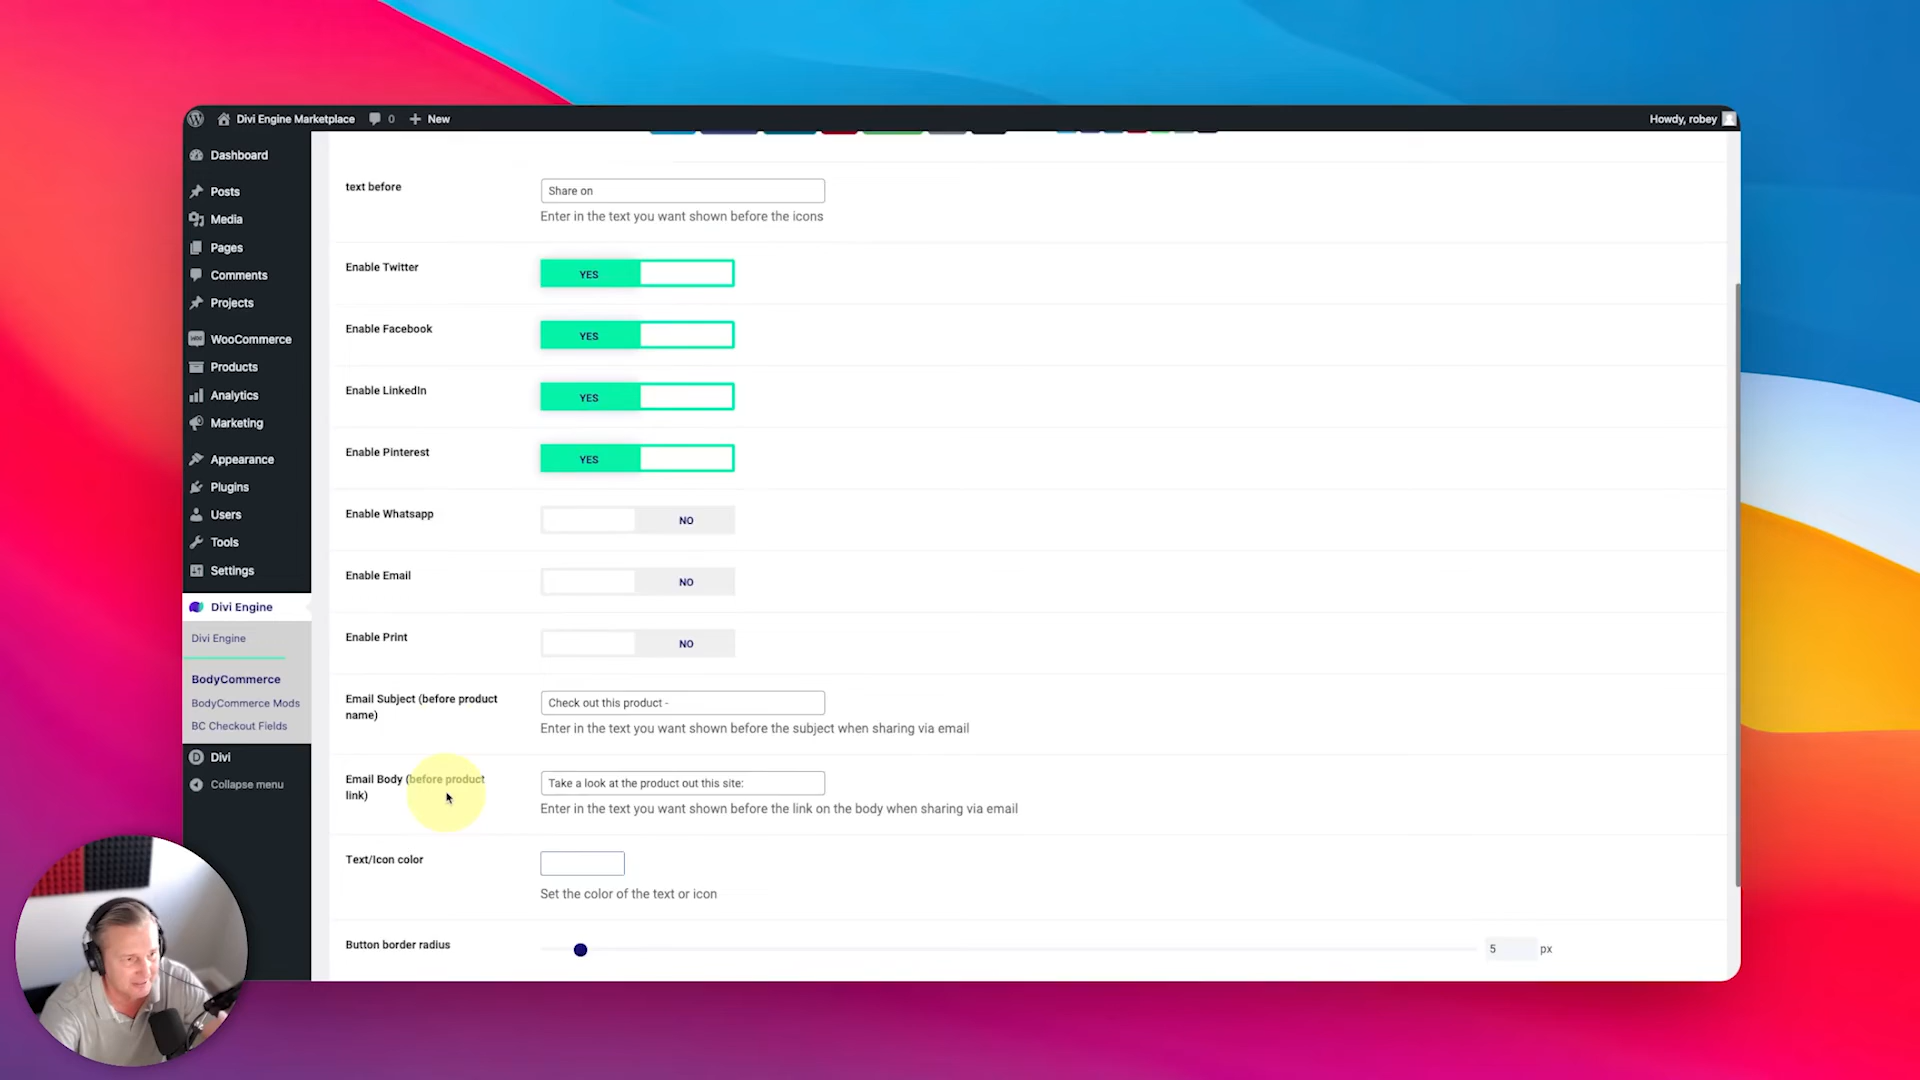 Divi Engine Marketplace 0 New Howdy, robey
Dashboard
Posts
Media
Pages
Comments
Projects
WooCommerce
Products
Analytics
Marketing
Appearance
Plugins
Users
Tools
Settings
Divi Engine
Divi Engine
BodyCommerce
BodyCommerce Mods
BC Checkout Fields
Divi
Collapse menu
text before
Share on
Enter in the text you want shown before the icons
Enable Twitter
YES
Enable Facebook
YES
Enable LinkedIn
YES
Enable Pinterest
YES
Enable Whatsapp
NO
Enable Email
NO
Enable Print
NO
Email Subject (before product
name)
Check out this product -
Enter in the text you want shown before the subject when sharing via email
Email Body (before product
link)
Take a look at the product out this site:
Enter in the text you want shown before the link on the body when sharing via email
Text/Icon color
Set the color of the text or icon
Button border radius
5 px